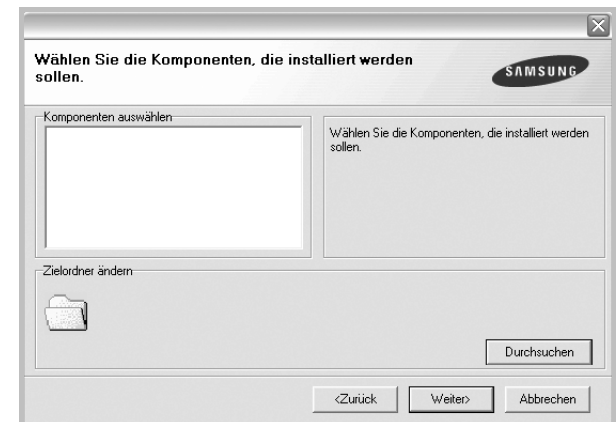 Wählen Sie die Komponenten, die installiert werden
sollen.
SAMSUNG
Komponenten auswählen
Wählen Sie die Komponenten, die installiert werden
sollen.
Zielordner ändern
Durchsuchen
<Zurück
Weiter>
Abbrechen